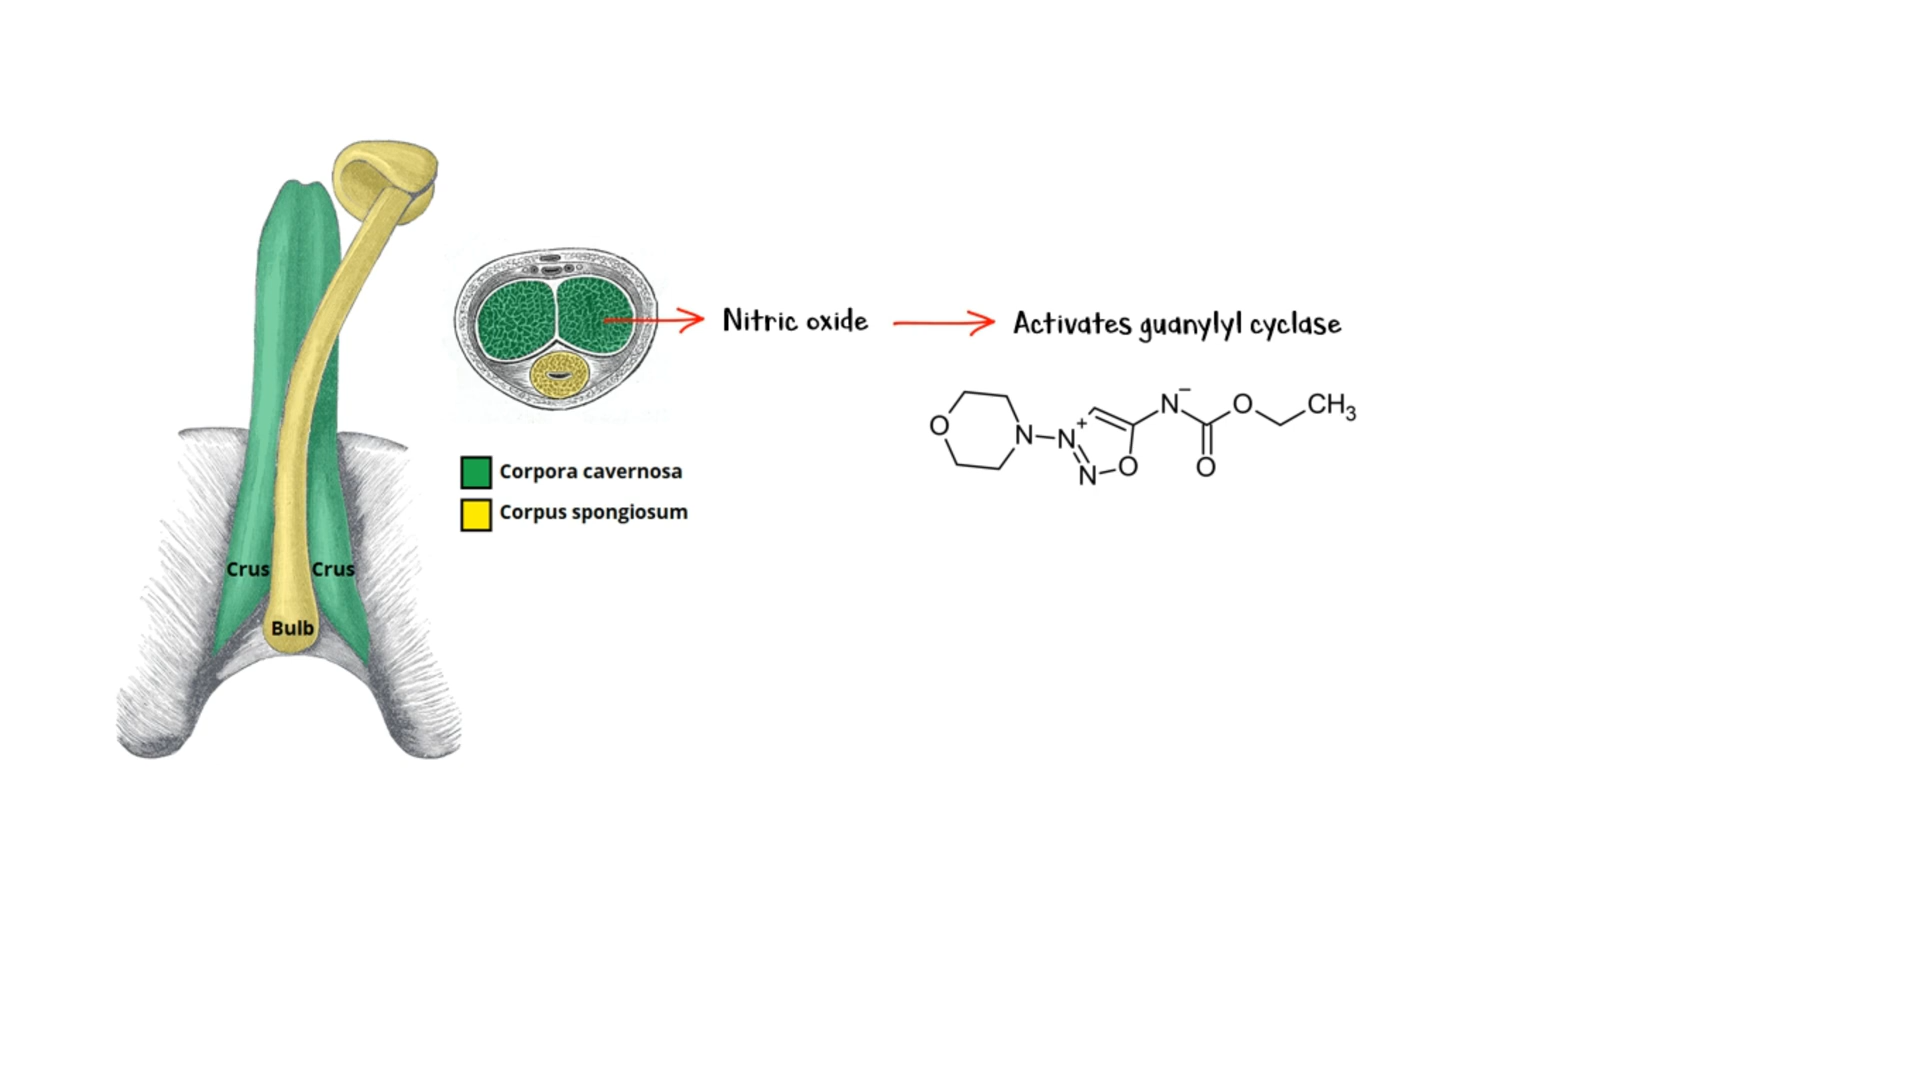 Nitric oxide
Activates guanylyl cyclase
O
N
N
+
N
O
N
−
O
O
CH3
Corpora cavernosa
Corpus spongiosum
Crus
Crus
Bulb